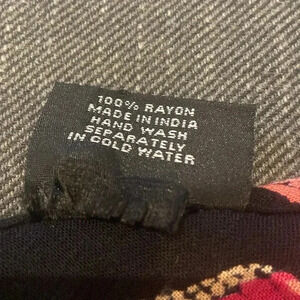 100% RAYON
MADE IN INDIA
HAND WASH
SEPARATELY
IN COLD WATER